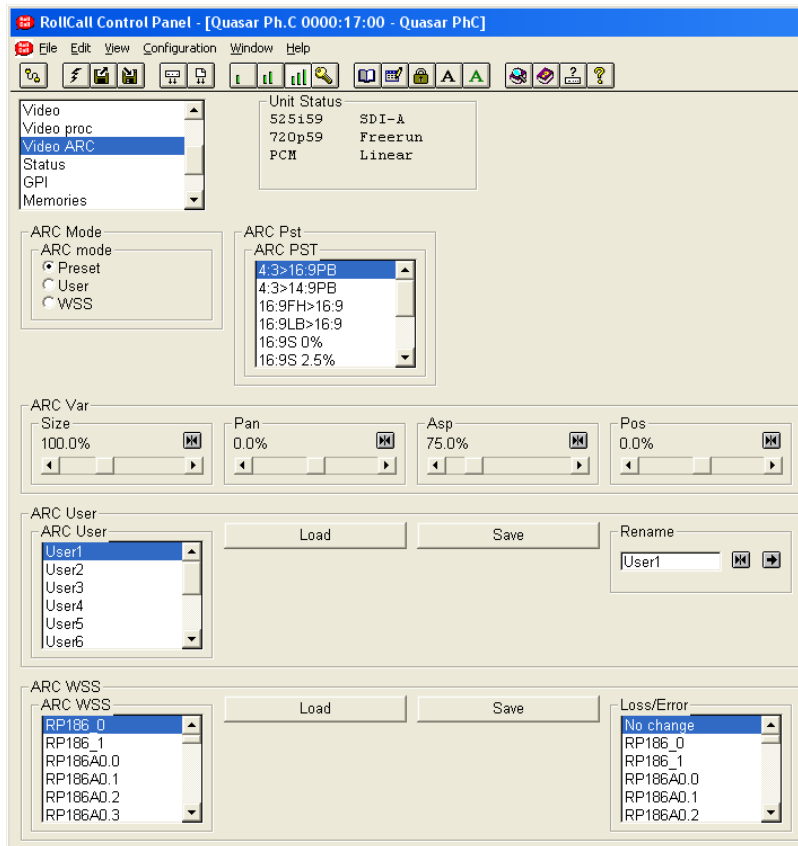 RollCall Control Panel - [Quasar Ph.C 0000:17:00 - Quasar PhC]
File Edit View Configuration Window Help
A A
Video
Video proc
Video ARC
Status
GPI
Memories
Unit Status
525i59 SDI-A
720p59 Freerun
PCM Linear
ARC Mode
ARC mode
Preset
User
WSS
ARC Pst
ARC PST
4:3>16:9PB
4:3>14:9PB
16:9FH>16:9
16:9LB>16:9
16:9S 0%
16:9S 2.5%
ARC Var
Size
100.0%
Pan
0.0%
Asp
75.0%
Pos
0.0%
ARC User
ARC User
User1
User2
User3
User4
User5
User6
Load
Save
Rename
User1
ARC WSS
ARC WSS
RP186_0
RP186_1
RP186A0.0
RP186A0.1
RP186A0.2
RP186A0.3
Load
Save
Loss/Error
No change
RP186_0
RP186_1
RP186A0.0
RP186A0.1
RP186A0.2